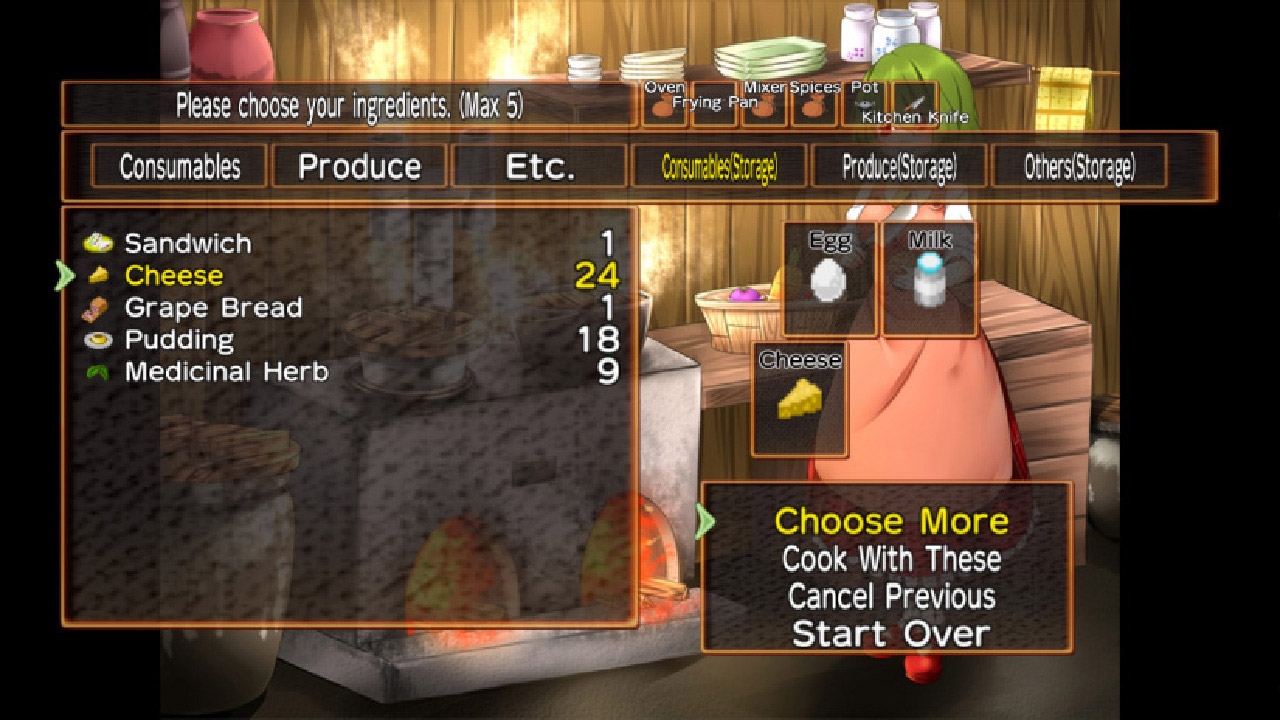 Please choose your ingredients. (Max 5)
Oven
Frying Pan
Mixer
Spices
Pot
Kitchen Knife
Consumables
Produce
Etc.
Consumables(Storage)
Produce(Storage)
Others(Storage)
Sandwich 1
Cheese 24
Grape Bread 1
Pudding 18
Medicinal Herb 9
Egg
Milk
Cheese
Choose More
Cook With These
Cancel Previous
Start Over